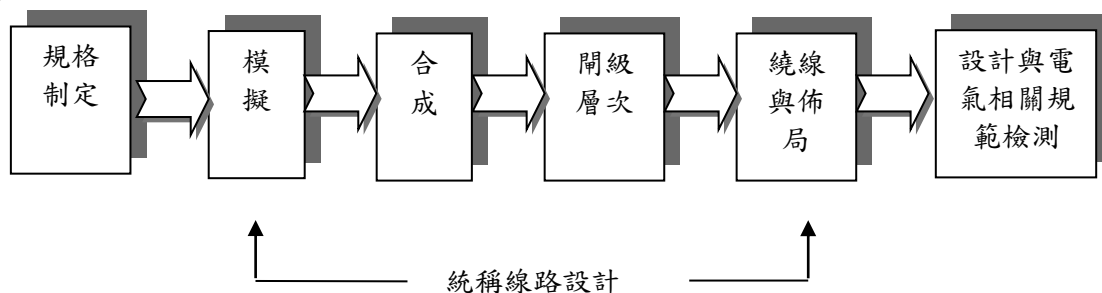 規格
制定
模
擬
合
成
閘級
層次
繞線
與佈
局
設計與電
氣相關規
範檢測
統稱線路設計